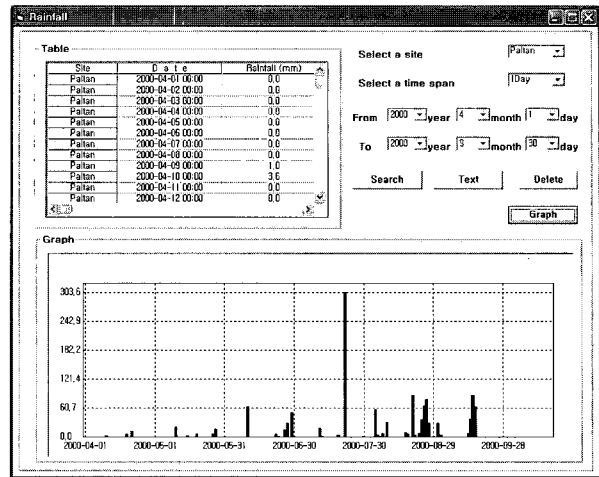 Rainfall
Table
Site D a t e Rainfall (mm)
Paltan 2000-04-01 00:00 0,0
Paltan 2000-04-02 00:00 0,0
Paltan 2000-04-03 00:00 0,0
Paltan 2000-04-04 00:00 0,0
Paltan 2000-04-05 00:00 0,0
Paltan 2000-04-06 00:00 0,0
Paltan 2000-04-07 00:00 0,0
Paltan 2000-04-08 00:00 0,0
Paltan 2000-04-09 00:00 1,0
Paltan 2000-04-10 00:00 3,6
Paltan 2000-04-11 00:00 0,0
Paltan 2000-04-12 00:00 0,0
Select a site Paltan
Select a time span 1Day
From 2000 year 4 month 1 day
To 2000 year 9 month 30 day
Search Text Delete
Graph
Graph
303,6
242,9
182,2
121,4
60,7
0,0
2000-04-01 2000-05-01 2000-05-31 2000-06-30 2000-07-30 2000-08-29 2000-09-28